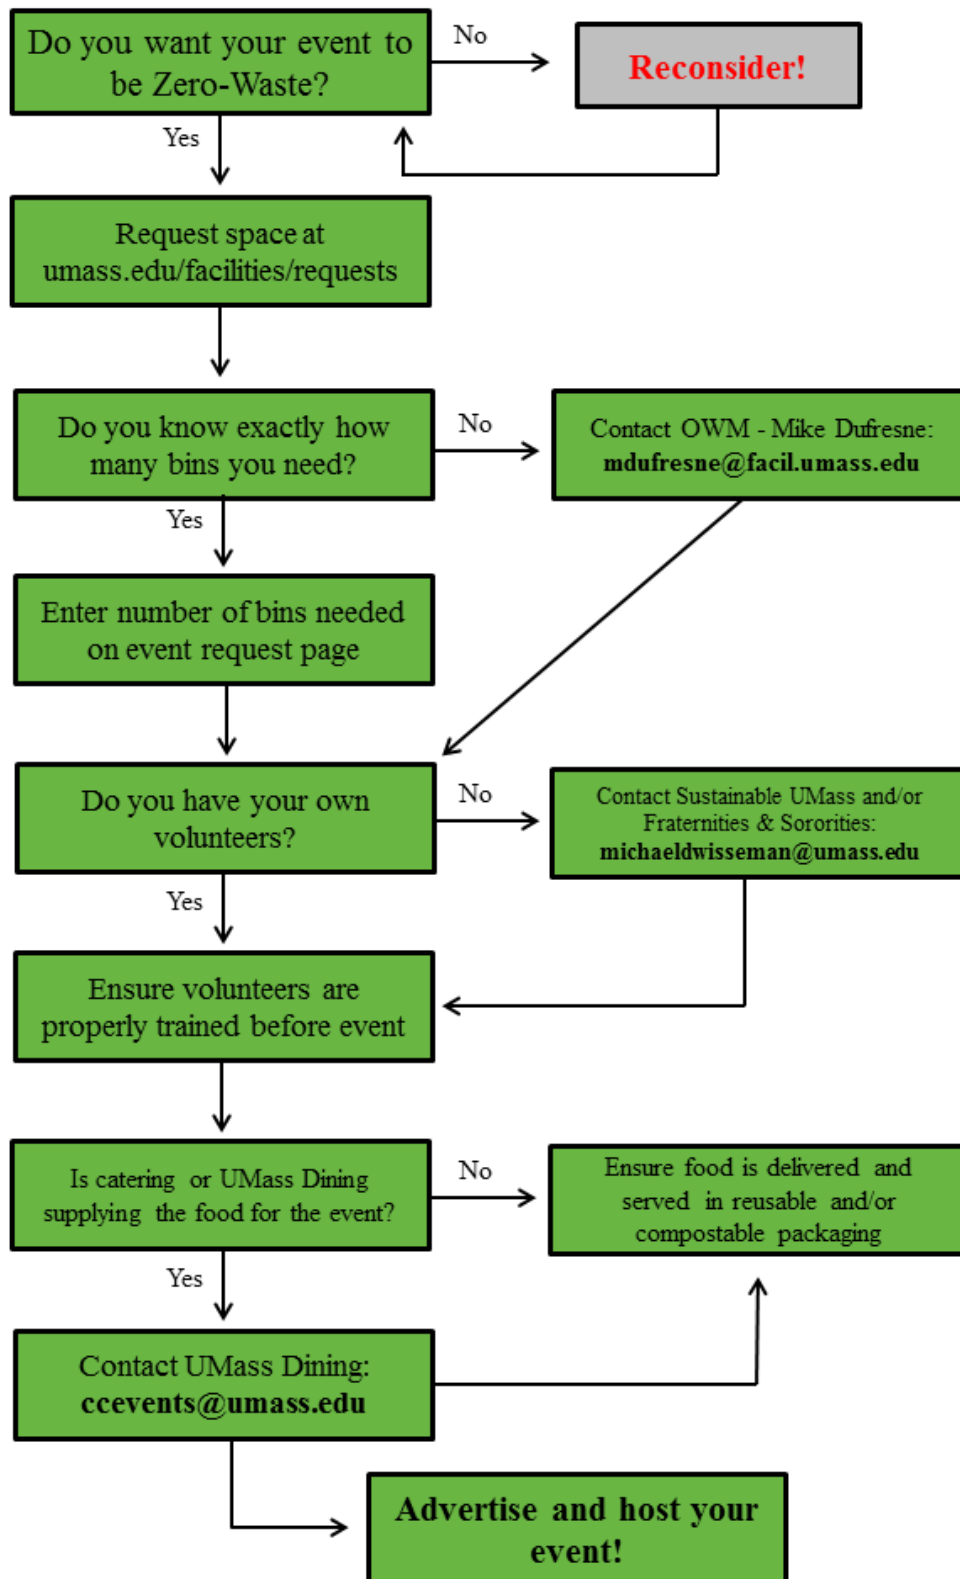 Do you want your event to
be Zero-Waste?
No
Reconsider!
Yes
Request space at
umass.edu/facilities/requests
Do you know exactly how
many bins you need?
No
Contact OWM - Mike Dufresne:
mdufresne@facil.umass.edu
Yes
Enter number of bins needed
on event request page
Do you have your own
volunteers?
No
Contact Sustainable UMass and/or
Fraternities & Sororities:
michaeldwisseman@umass.edu
Yes
Ensure volunteers are
properly trained before event
Is catering or UMass Dining
supplying the food for the event?
No
Ensure food is delivered and
served in reusable and/or
compostable packaging
Yes
Contact UMass Dining:
ccevents@umass.edu
Advertise and host your
event!